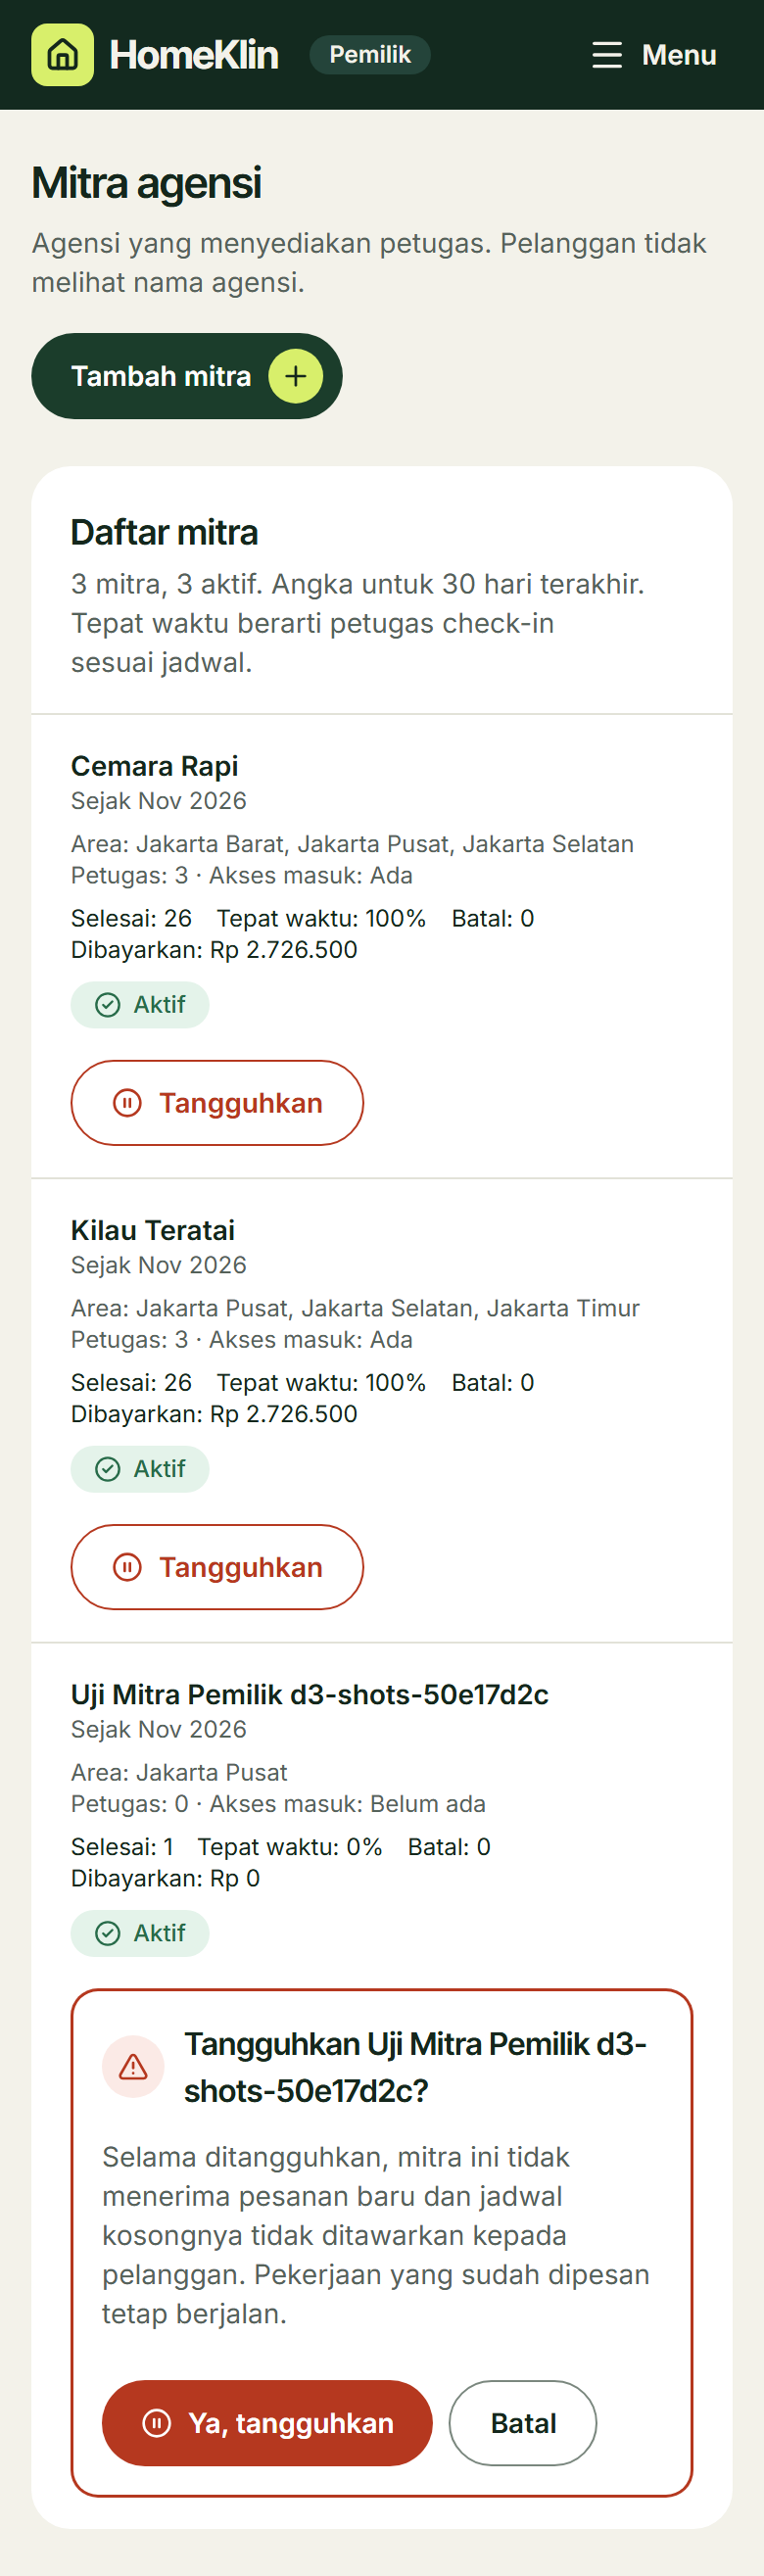 HomeKlin
Pemilik
Menu
Mitra agensi
Agensi yang menyediakan petugas. Pelanggan tidak
melihat nama agensi.
Tambah mitra
Daftar mitra
3 mitra, 3 aktif. Angka untuk 30 hari terakhir.
Tepat waktu berarti petugas check-in
sesuai jadwal.
Cemara Rapi
Sejak Nov 2026
Area: Jakarta Barat, Jakarta Pusat, Jakarta Selatan
Petugas: 3 · Akses masuk: Ada
Selesai: 26 Tepat waktu: 100% Batal: 0
Dibayarkan: Rp 2.726.500
Aktif
Tangguhkan
Kilau Teratai
Sejak Nov 2026
Area: Jakarta Pusat, Jakarta Selatan, Jakarta Timur
Petugas: 3 · Akses masuk: Ada
Selesai: 26 Tepat waktu: 100% Batal: 0
Dibayarkan: Rp 2.726.500
Aktif
Tangguhkan
Uji Mitra Pemilik d3-shots-50e17d2c
Sejak Nov 2026
Area: Jakarta Pusat
Petugas: 0 · Akses masuk: Belum ada
Selesai: 1 Tepat waktu: 0% Batal: 0
Dibayarkan: Rp 0
Aktif
Tangguhkan Uji Mitra Pemilik d3-
shots-50e17d2c?
Selama ditangguhkan, mitra ini tidak
menerima pesanan baru dan jadwal
kosongnya tidak ditawarkan kepada
pelanggan. Pekerjaan yang sudah dipesan
tetap berjalan.
Ya, tangguhkan
Batal